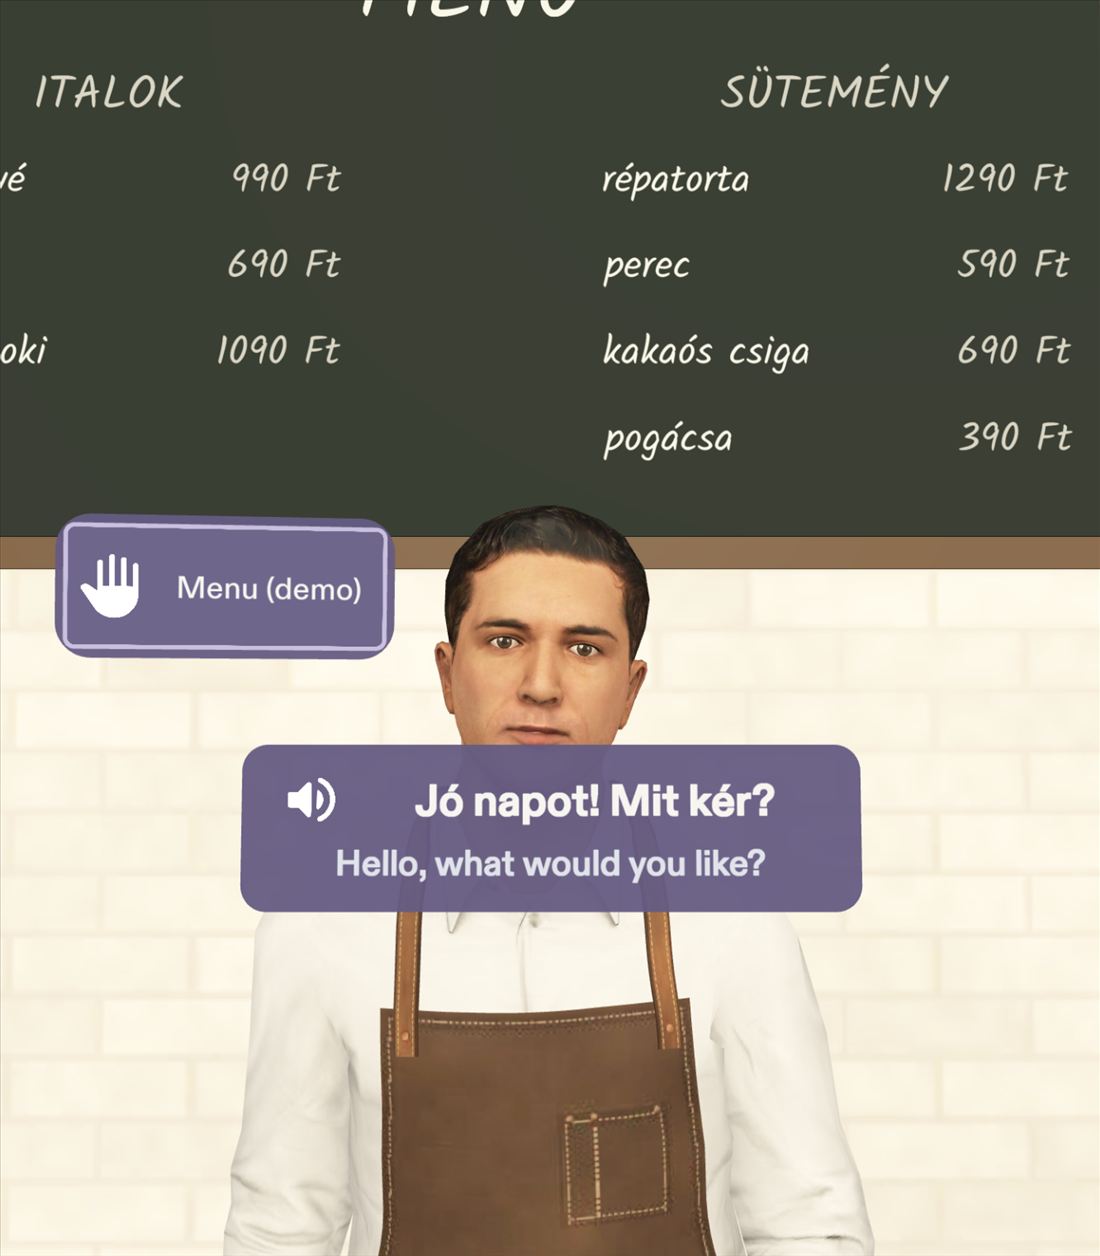 MENÜ
ITALOK
990 Ft
690 Ft
1090 Ft
SÜTEMÉNY
répatorta 1290 Ft
perec 590 Ft
kakaós csiga 690 Ft
pogácsa 390 Ft
Menu (demo)
Jó napot! Mit kér?
Hello, what would you like?